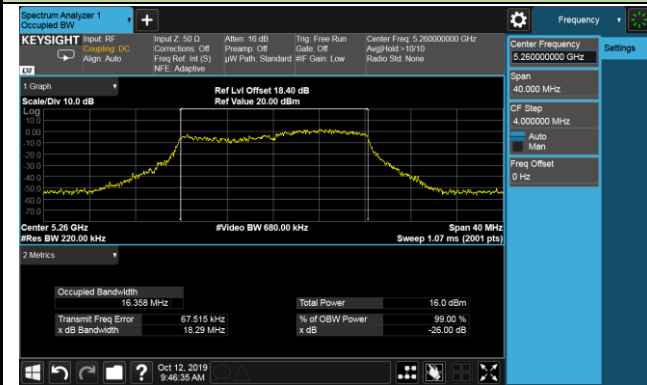 Spectrum Analyzer 1
Occupied BW
+
Frequency
KEYSIGHT
Input: RF
Coupling: DC
Align: Auto
Input Z: 50 Ω
Corrections: Off
Freq Ref: Int (S)
NFE: Adaptive
Atten: 16 dB
Preamp: Off
µW Path: Standard
Trig: Free Run
Gate: Off
#IF Gain: Low
Center Freq: 5.260000000 GHz
Avg|Hold:>10/10
Radio Std: None
LXI
Center Frequency
5.260000000 GHz
Settings
Span
40.000 MHz
CF Step
4.000000 MHz
Auto
Man
Freq Offset
0 Hz
1 Graph
Scale/Div 10.0 dB
Ref Lvl Offset 18.40 dB
Ref Value 20.00 dBm
Log
10.0
0.00
-10.0
-20.0
-30.0
-40.0
-50.0
-60.0
-70.0
Center 5.26 GHz
#Res BW 220.00 kHz
#Video BW 680.00 kHz
Span 40 MHz
Sweep 1.07 ms (2001 pts)
2 Metrics
Occupied Bandwidth
16.358 MHz
Transmit Freq Error 67.515 kHz
x dB Bandwidth 18.29 MHz
Total Power 16.0 dBm
% of OBW Power 99.00 %
x dB -26.00 dB
?
Oct 12, 2019
9:46:35 AM